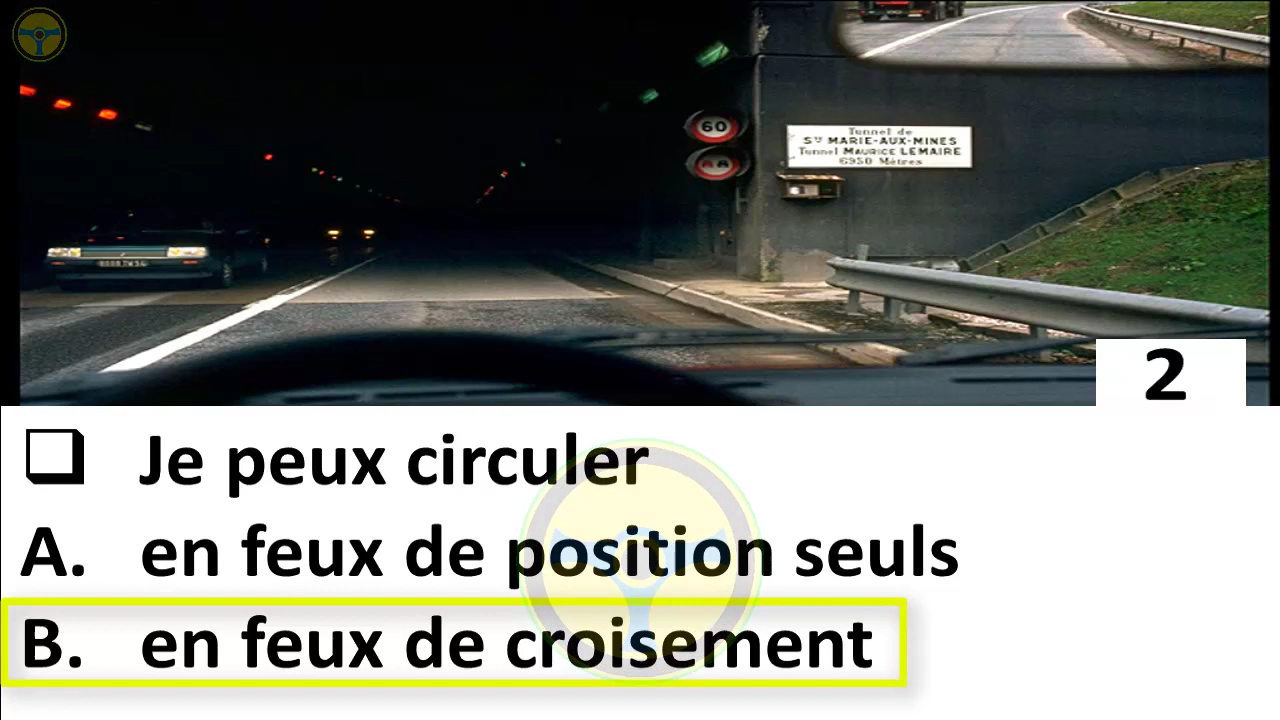 60
Tunnel de
Ste MARIE-AUX-MINES
Tunnel MAURICE LEMAIRE
6950 Mètres
2
❑ Je peux circuler
A. en feux de position seuls
B. en feux de croisement